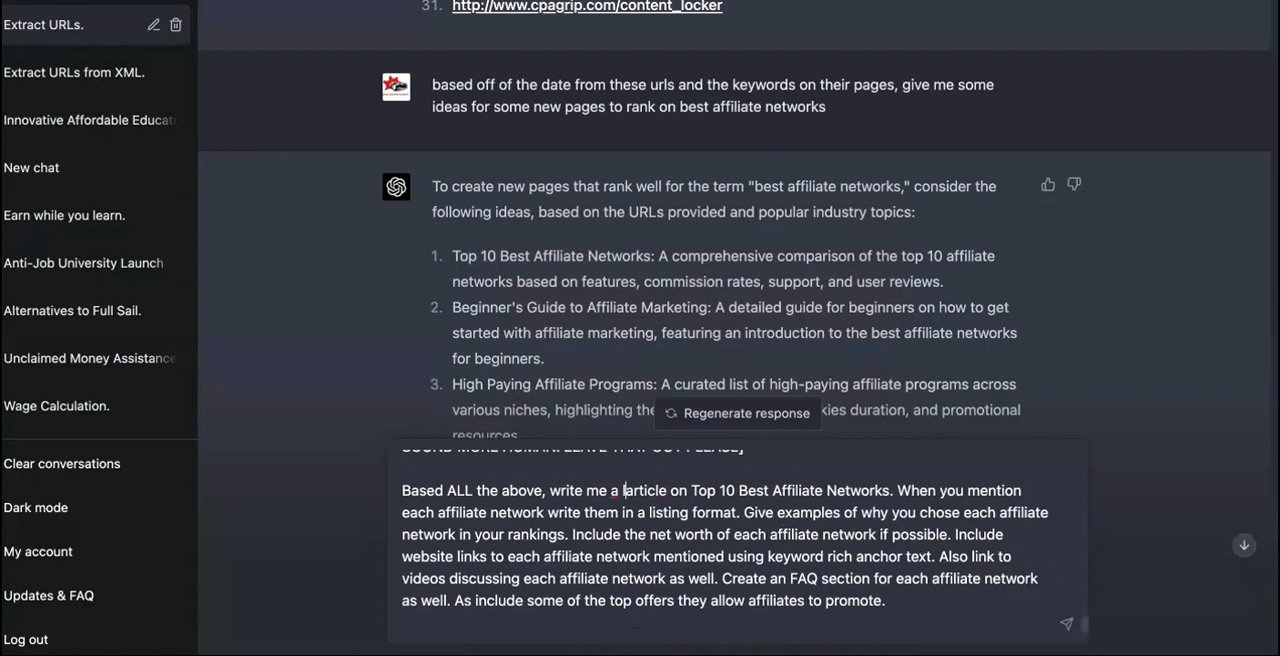 Extract URLs.
Extract URLs from XML.
Innovative Affordable Educat
New chat
Earn while you learn.
Anti-Job University Launch
Alternatives to Full Sail.
Unclaimed Money Assistance
Wage Calculation.
Clear conversations
Dark mode
My account
Updates & FAQ
Log out
31. http://www.cpagrip.com/content_locker
based off of the date from these urls and the keywords on their pages, give me some
ideas for some new pages to rank on best affiliate networks
To create new pages that rank well for the term "best affiliate networks," consider the
following ideas, based on the URLs provided and popular industry topics:
1. Top 10 Best Affiliate Networks: A comprehensive comparison of the top 10 affiliate
networks based on features, commission rates, support, and user reviews.
2. Beginner's Guide to Affiliate Marketing: A detailed guide for beginners on how to get
started with affiliate marketing, featuring an introduction to the best affiliate networks
for beginners.
3. High Paying Affiliate Programs: A curated list of high-paying affiliate programs across
various niches, highlighting the kies duration, and promotional
resources
Regenerate response
SOUND MORE HUMAN. LEAVE THAT OUT PLEASE]
Based ALL the above, write me a article on Top 10 Best Affiliate Networks. When you mention
each affiliate network write them in a listing format. Give examples of why you chose each affiliate
network in your rankings. Include the net worth of each affiliate network if possible. Include
website links to each affiliate network mentioned using keyword rich anchor text. Also link to
videos discussing each affiliate network as well. Create an FAQ section for each affiliate network
as well. As include some of the top offers they allow affiliates to promote.